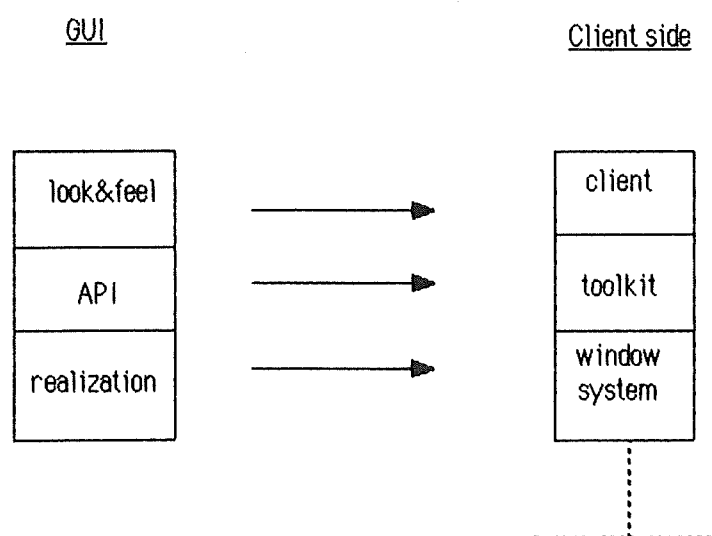 GUI
Client side
look&feel
client
API
toolkit
realization
window
system